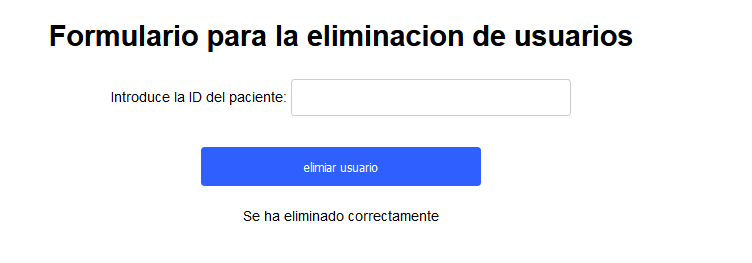 Formulario para la eliminacion de usuarios
Introduce la ID del paciente:
elimiar usuario
Se ha eliminado correctamente